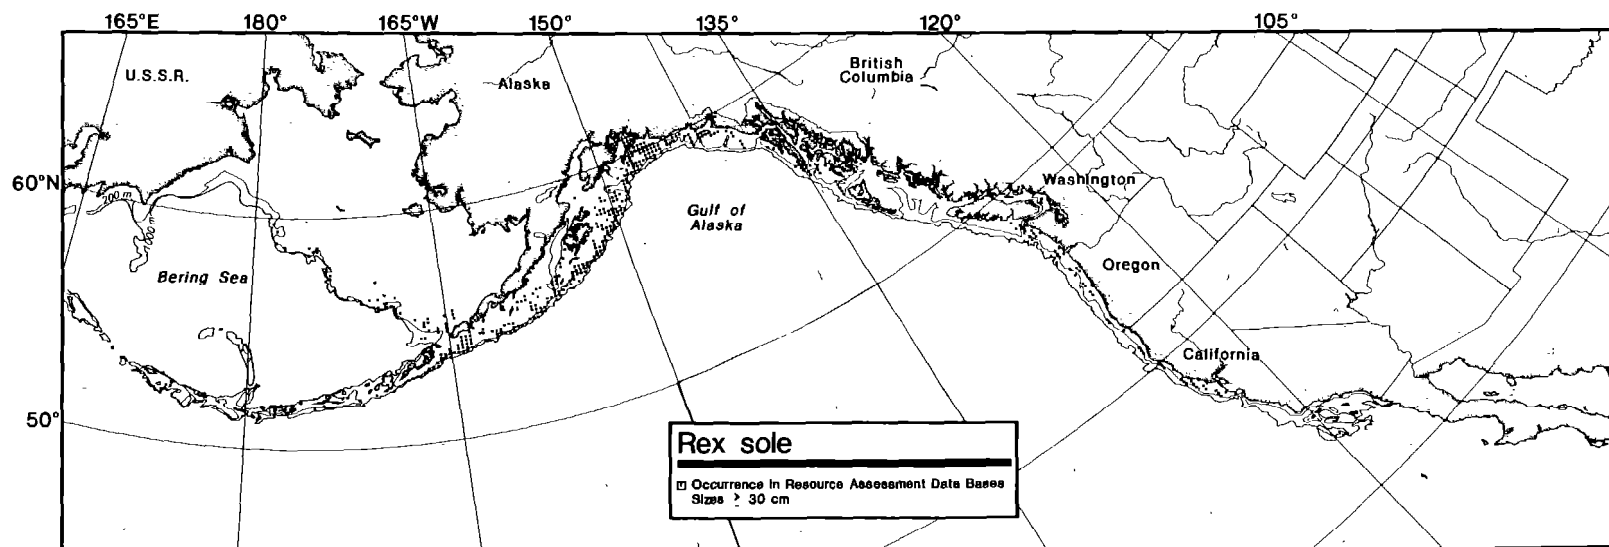 165°E 180° 165°W 150° 135° 120° 105°
U.S.S.R.
Alaska
British
Columbia
60°N
200 m
1000 m
Washington
Gulf of
Alaska
Oregon
Bering Sea
California
50°
Rex sole
Occurrence in Resource Assessment Data Bases
Sizes ≥ 30 cm